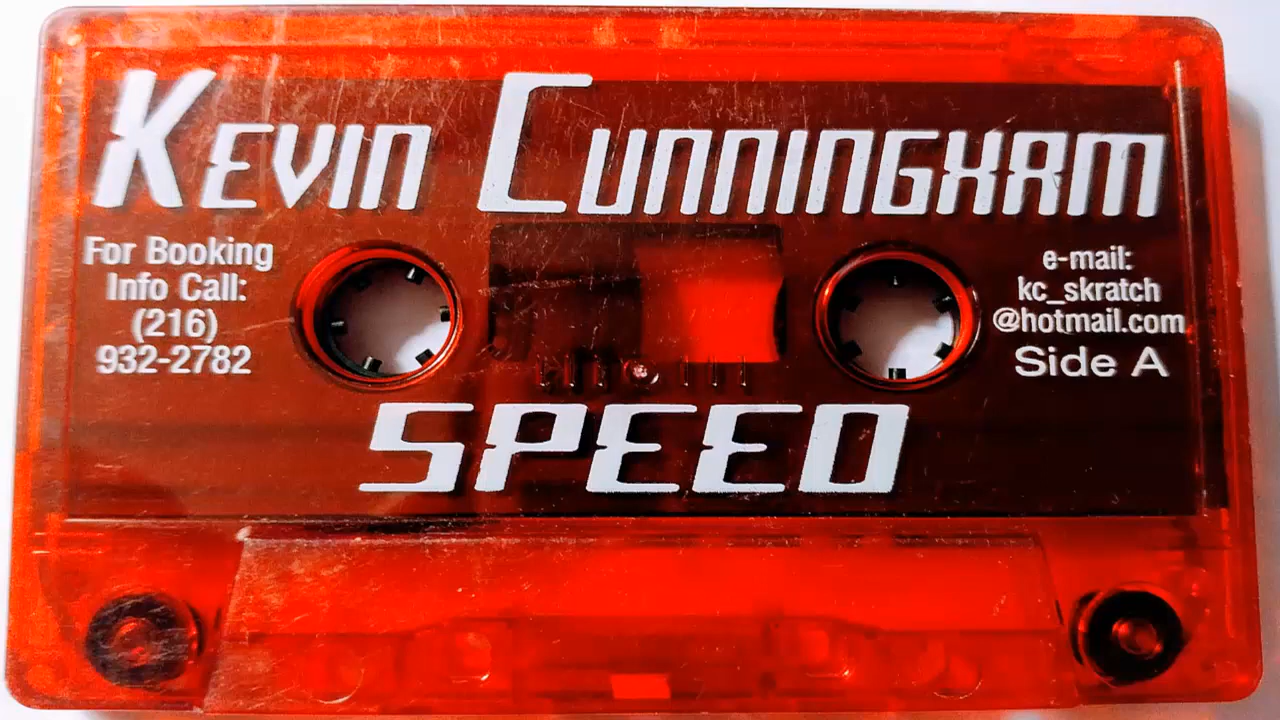 KEVIN CUNNINGHAM
For Booking
Info Call:
(216)
932-2782
e-mail:
kc_skratch
@hotmail.com
Side A
SPEED